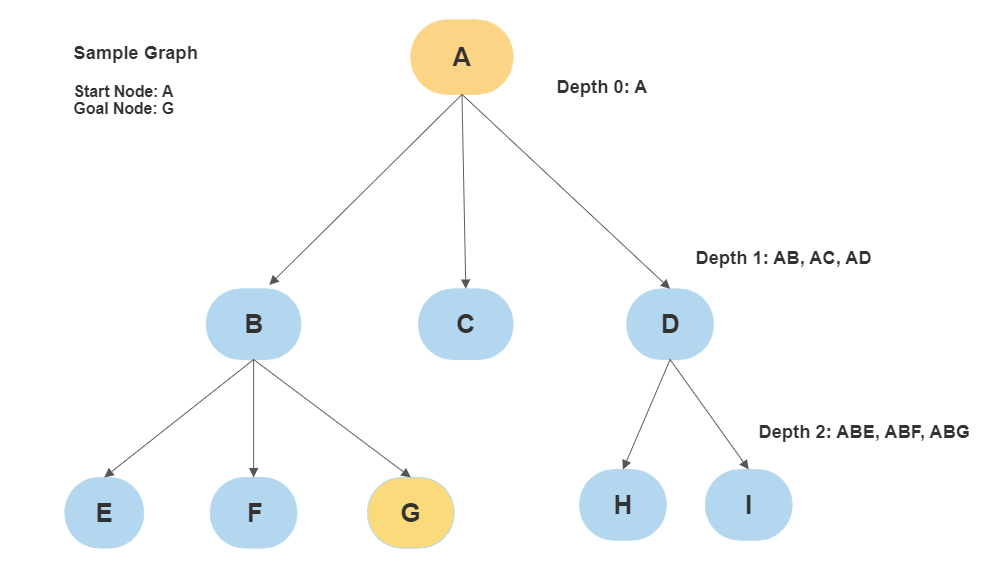 Sample Graph
Start Node: A
Goal Node: G
A
Depth 0: A
Depth 1: AB, AC, AD
B
C
D
Depth 2: ABE, ABF, ABG
E
F
G
H
I